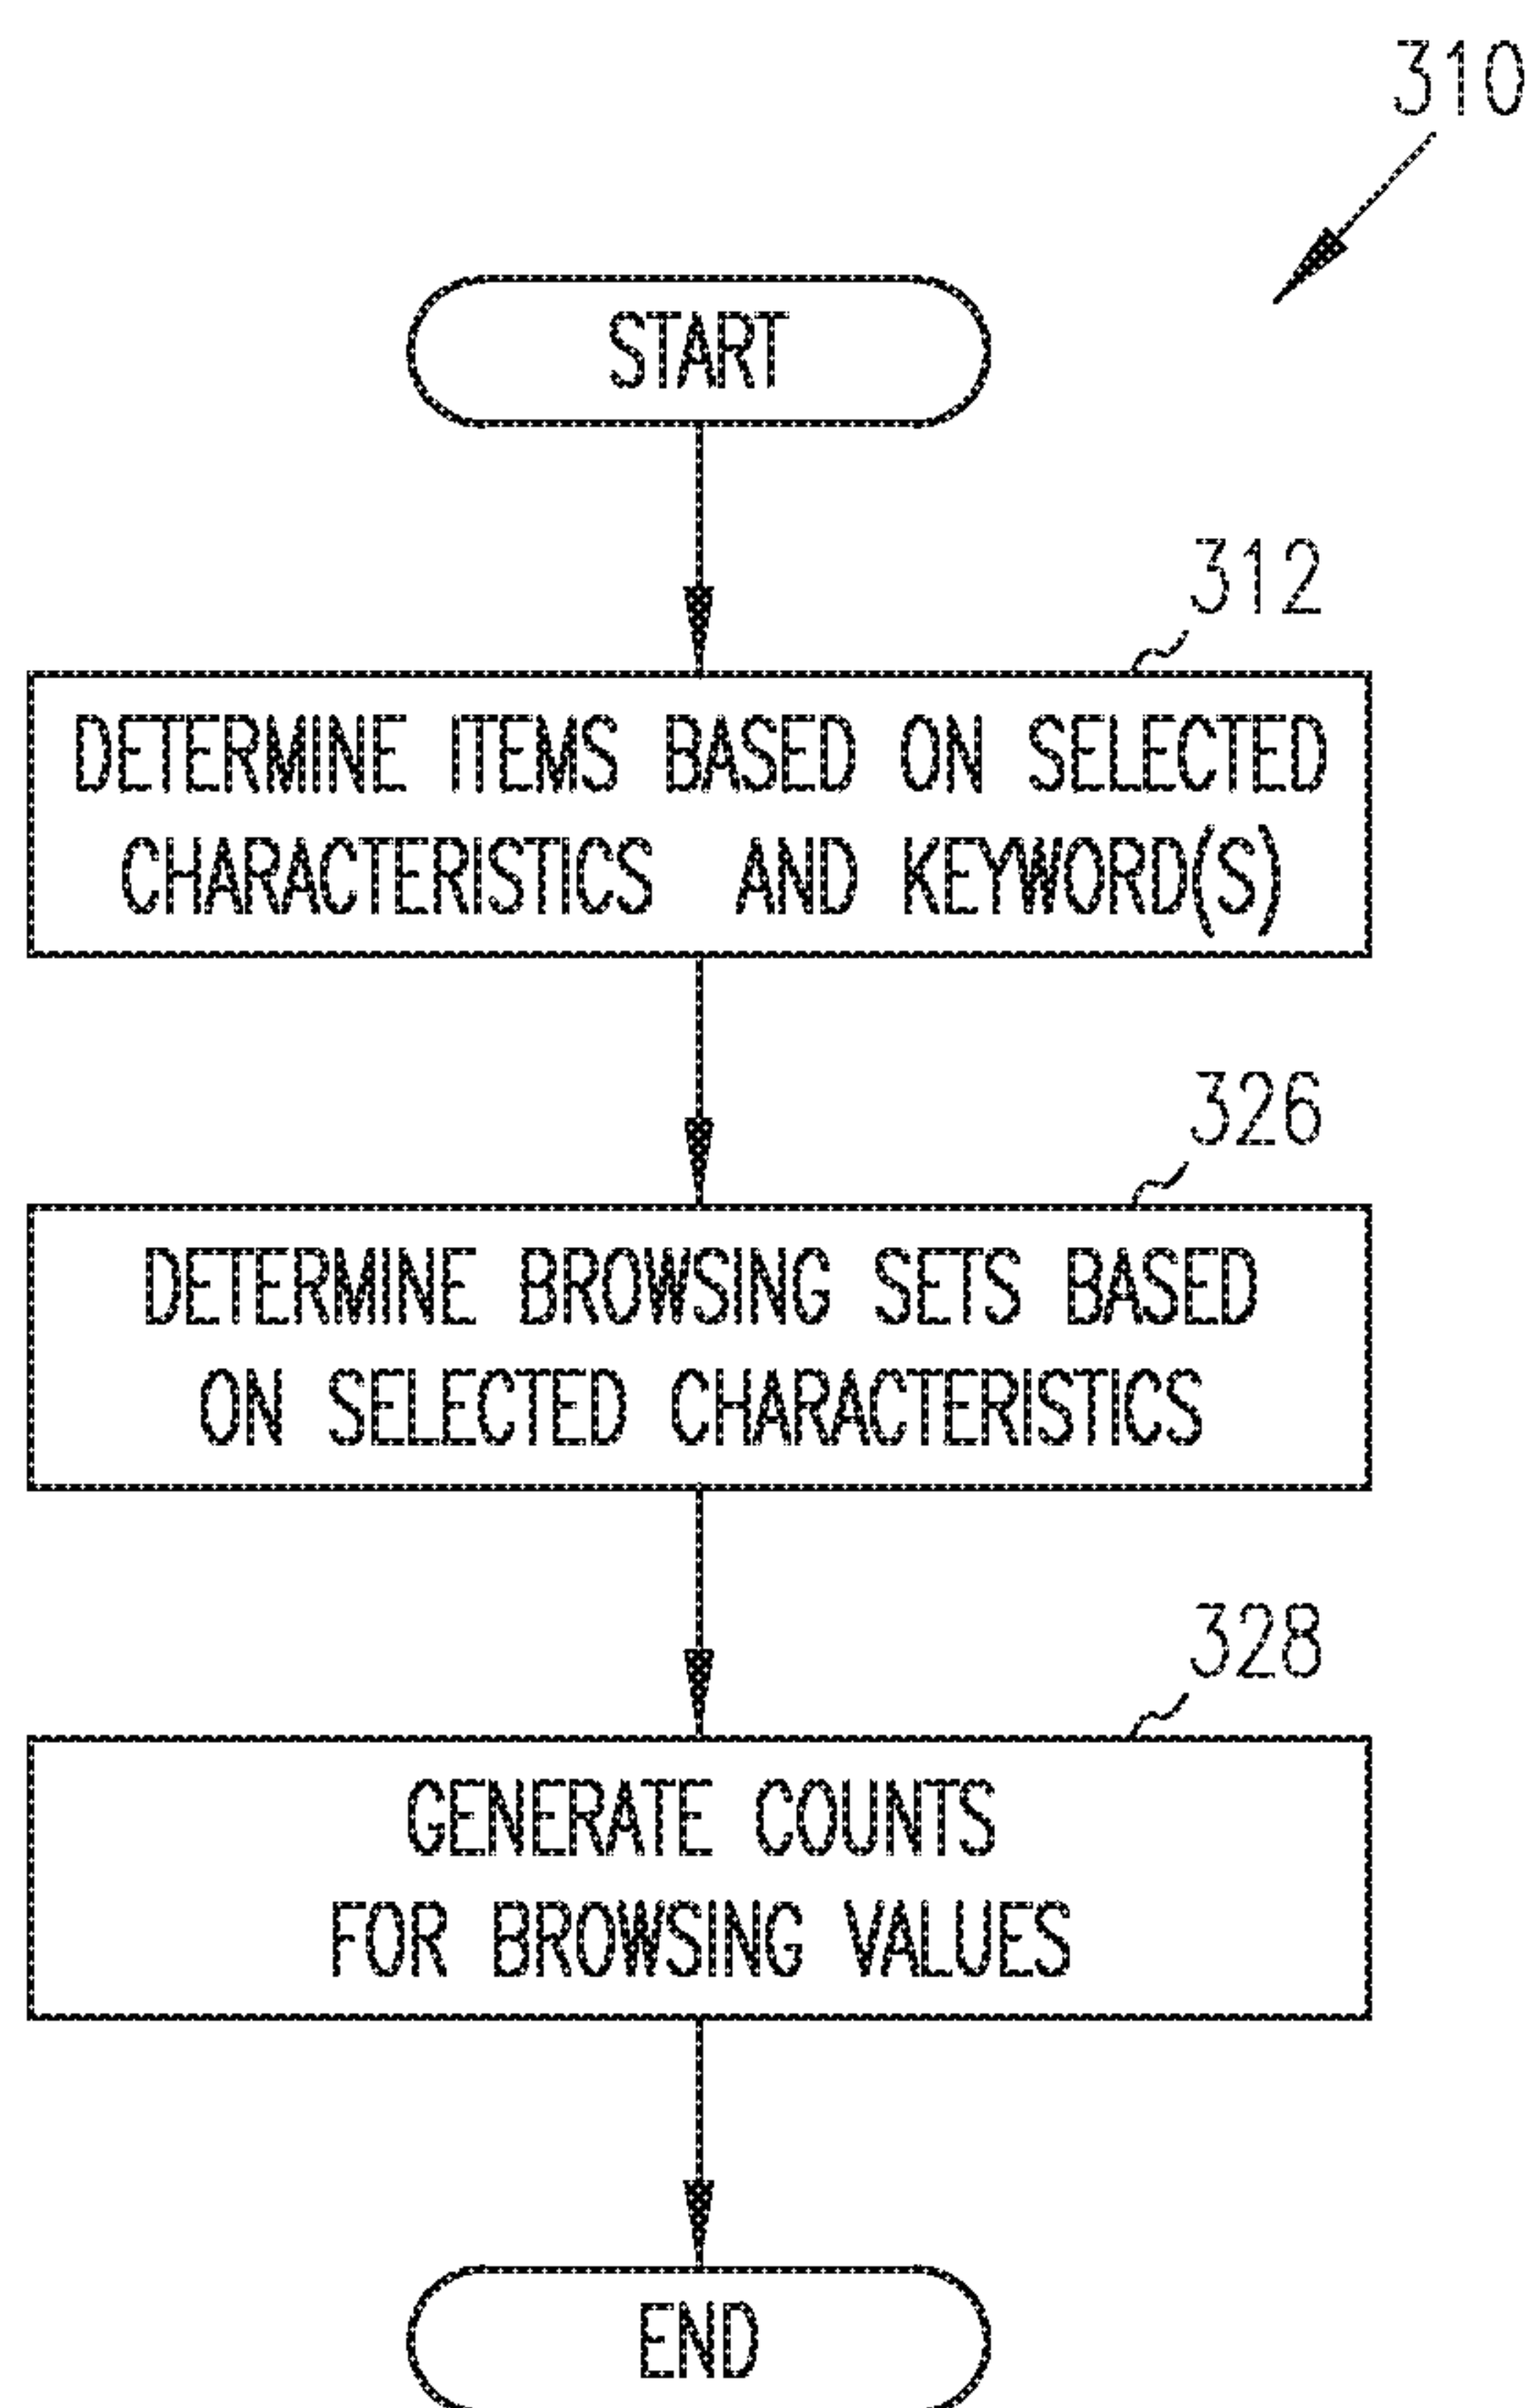 310
START
312
DETERMINE ITEMS BASED ON SELECTED
CHARACTERISTICS AND KEYWORD(S)
326
DETERMINE BROWSING SETS BASED
ON SELECTED CHARACTERISTICS
328
GENERATE COUNTS
FOR BROWSING VALUES
END